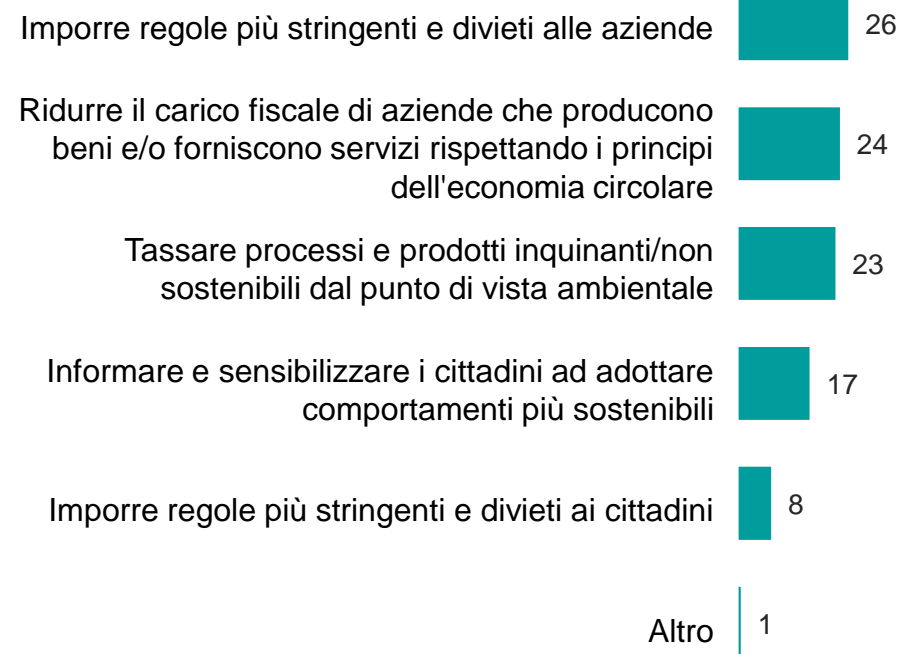 Imporre regole più stringenti e divieti alle aziende 26
Ridurre il carico fiscale di aziende che producono
beni e/o forniscono servizi rispettando i principi 24
dell'economia circolare
Tassare processi e prodotti inquinanti/non
sostenibili dal punto di vista ambientale 23
Informare e sensibilizzare i cittadini ad adottare
comportamenti più sostenibili 17
Imporre regole più stringenti e divieti ai cittadini 8
Altro 1